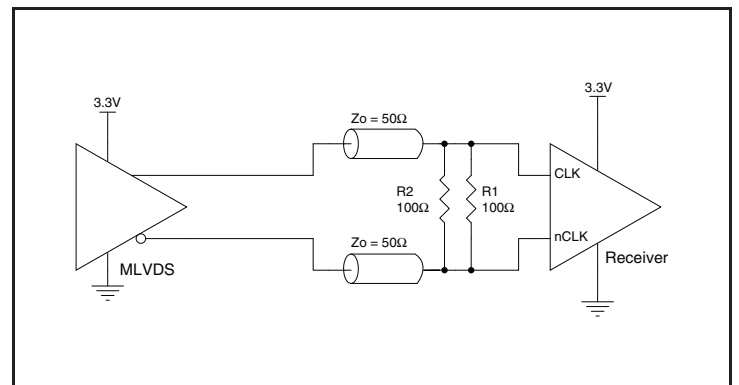 3.3V
3.3V
Zo = 50Ω
CLK
R2
100Ω
R1
100Ω
nCLK
Zo = 50Ω
Receiver
MLVDS